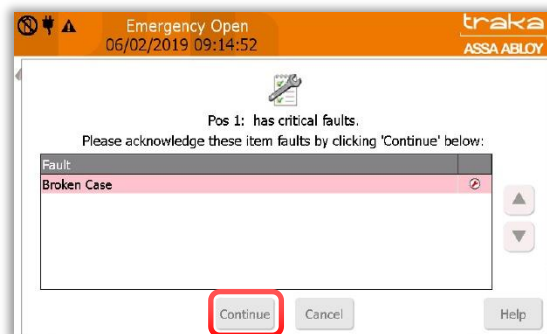 Emergency Open
06/02/2019 09:14:52
traka
ASSA ABLOY
Pos 1:  has critical faults.
Please acknowledge these item faults by clicking 'Continue' below:
Fault
Broken Case
Continue
Cancel
Help